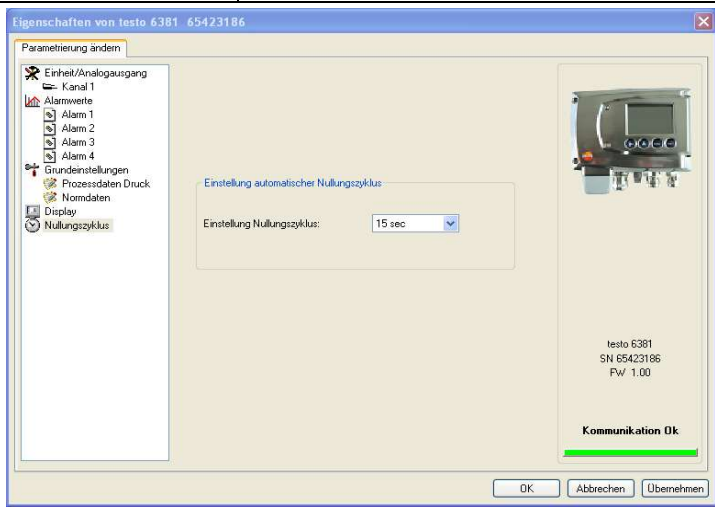 Eigenschaften von testo 6381 65423186
Parametrierung ändern
Einheit/Analogausgang
Kanal 1
Alarmwerte
Alarm 1
Alarm 2
Alarm 3
Alarm 4
Grundeinstellungen
Prozessdaten Druck
Normdaten
Display
Nullungszyklus
Einstellung automatischer Nullungszyklus
Einstellung Nullungszyklus:
15 sec
testo 6381
SN 65423186
FW 1.00
Kommunikation Ok
OK
Abbrechen
Übernehmen